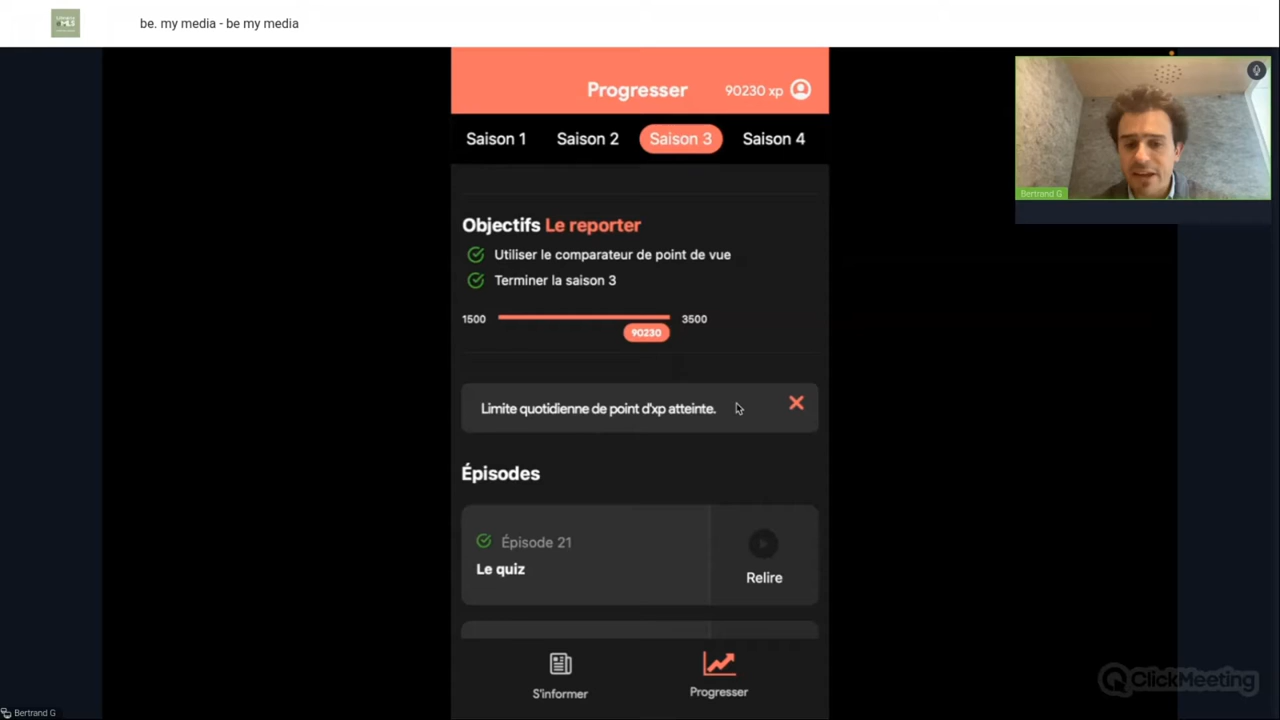 be. my media - be my media
Progresser
90230 xp
Saison 1
Saison 2
Saison 3
Saison 4
Objectifs Le reporter
Utiliser le comparateur de point de vue
Terminer la saison 3
1500
3500
90230
Limite quotidienne de point d'xp atteinte.
Épisodes
Épisode 21
Le quiz
Relire
S'informer
Progresser
Bertrand G
ClickMeeting
Bertrand G